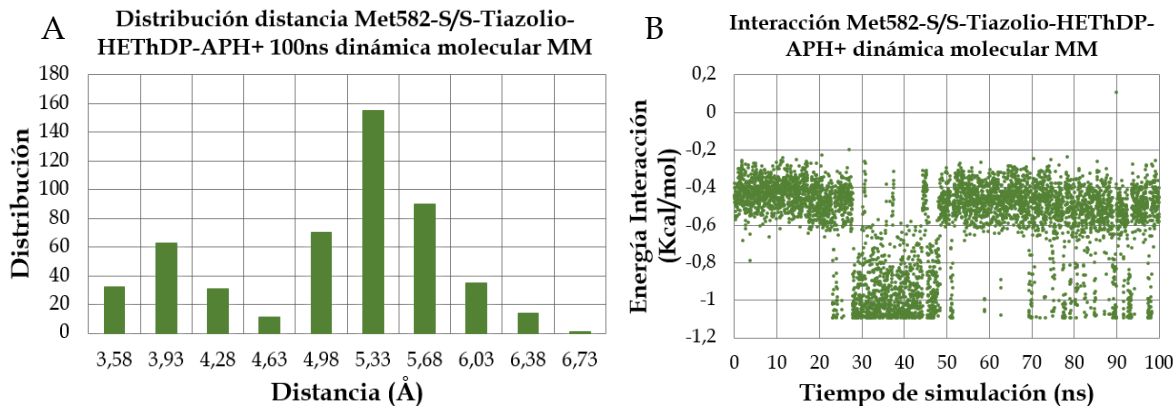 A
Distribución distancia Met582-S/S-Tiazolio-
HEThDP-APH+ 100ns dinámica molecular MM
180
160
140
120
100
80
60
40
20
0
Distribución
3,58 3,93 4,28 4,63 4,98 5,33 5,68 6,03 6,38 6,73
Distancia (Å)
B
Interacción Met582-S/S-Tiazolio-HEThDP-
APH+ dinámica molecular MM
0,2
0
-0,2
-0,4
-0,6
-0,8
-1
-1,2
Energía Interacción
(Kcal/mol)
0 10 20 30 40 50 60 70 80 90 100
Tiempo de simulación (ns)